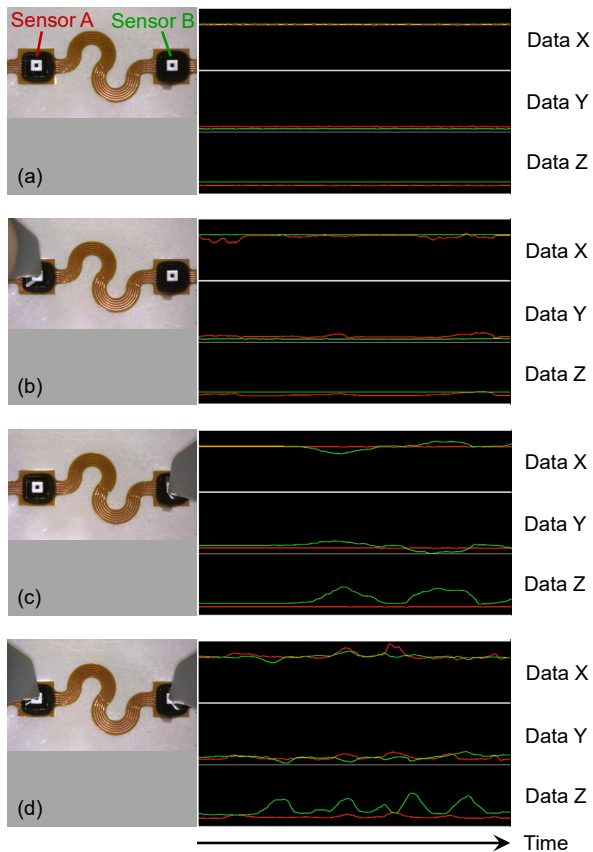 Sensor A Sensor B
Data X
Data Y
Data Z
(a)
Data X
Data Y
Data Z
(b)
Data X
Data Y
Data Z
(c)
Data X
Data Y
Data Z
(d)
Time